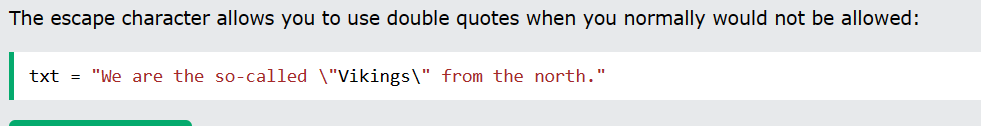 The escape character allows you to use double quotes when you normally would not be allowed:
txt = "We are the so-called \"Vikings\" from the north."